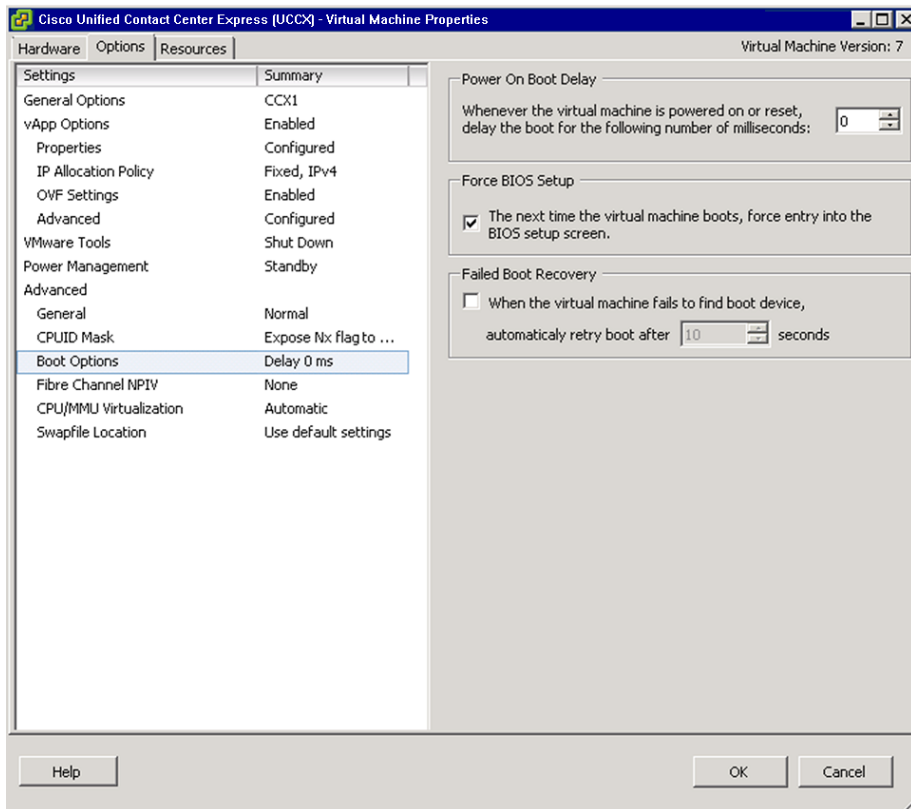 Cisco Unified Contact Center Express (UCCX) - Virtual Machine Properties
Hardware Options Resources Virtual Machine Version: 7
Settings Summary
General Options CCX1
vApp Options Enabled
Properties Configured
IP Allocation Policy Fixed, IPv4
OVF Settings Enabled
Advanced Configured
VMware Tools Shut Down
Power Management Standby
Advanced
General Normal
CPUID Mask Expose Nx flag to ...
Boot Options Delay 0 ms
Fibre Channel NPIV None
CPU/MMU Virtualization Automatic
Swapfile Location Use default settings
Power On Boot Delay
Whenever the virtual machine is powered on or reset,
delay the boot for the following number of milliseconds: 0
Force BIOS Setup
The next time the virtual machine boots, force entry into the
BIOS setup screen.
Failed Boot Recovery
When the virtual machine fails to find boot device,
automaticaly retry boot after 10 seconds
Help OK Cancel